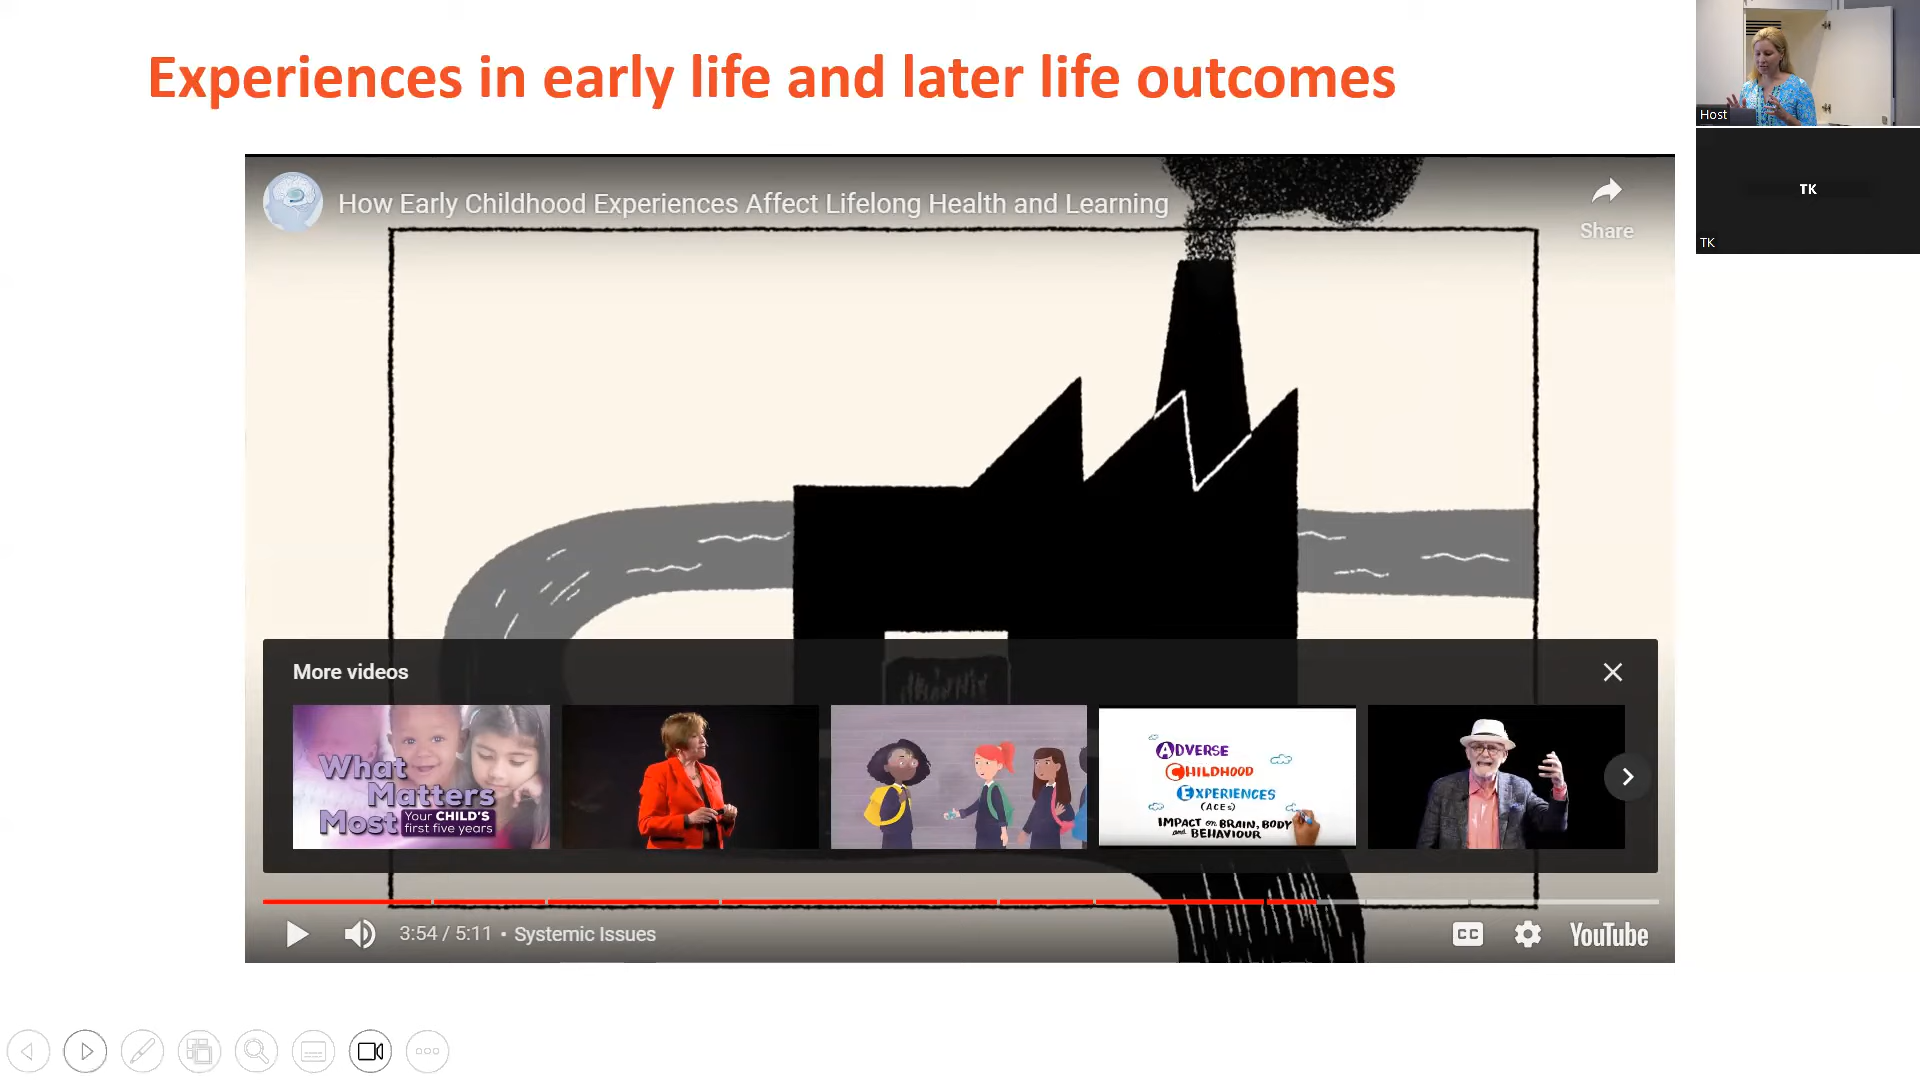 Experiences in early life and later life outcomes
Host
TK
TK
How Early Childhood Experiences Affect Lifelong Health and Learning
Share
More videos
What
Matters
Most
Your CHILD'S
first five years
ADVERSE
CHILDHOOD
EXPERIENCES
(ACEs)
IMPACT on BRAIN, BODY
and BEHAVIOUR
3:54 / 5:11 • Systemic Issues
CC
YouTube